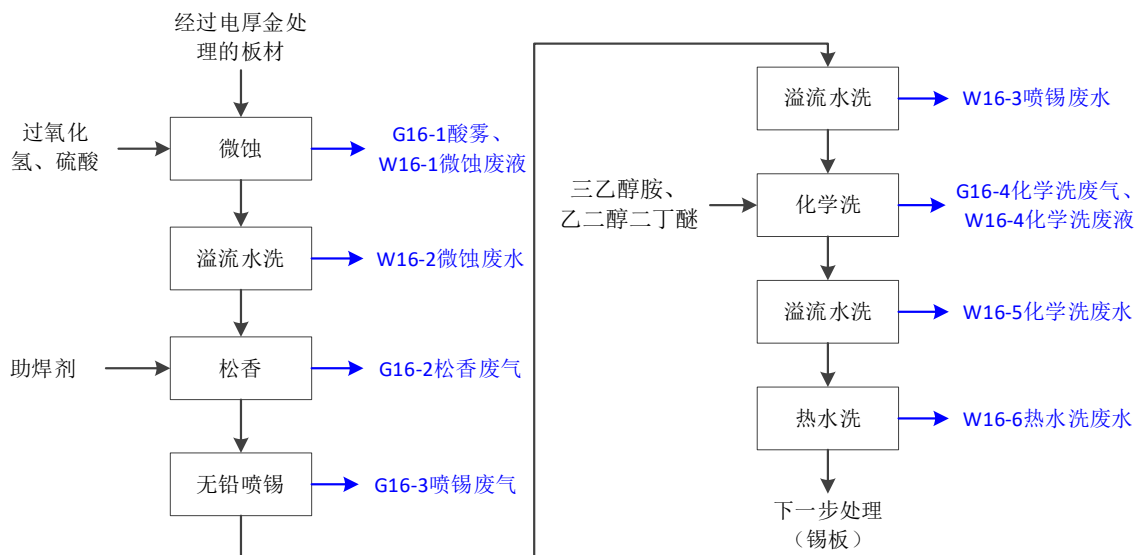 经过电厚金处
理的板材
过氧化
氢、硫酸
微蚀
G16-1酸雾、
W16-1微蚀废液
溢流水洗
W16-2微蚀废水
助焊剂
松香
G16-2松香废气
无铅喷锡
G16-3喷锡废气
溢流水洗
W16-3喷锡废水
三乙醇胺、
乙二醇二丁醚
化学洗
G16-4化学洗废气、
W16-4化学洗废液
溢流水洗
W16-5化学洗废水
热水洗
W16-6热水洗废水
下一步处理
（锡板）